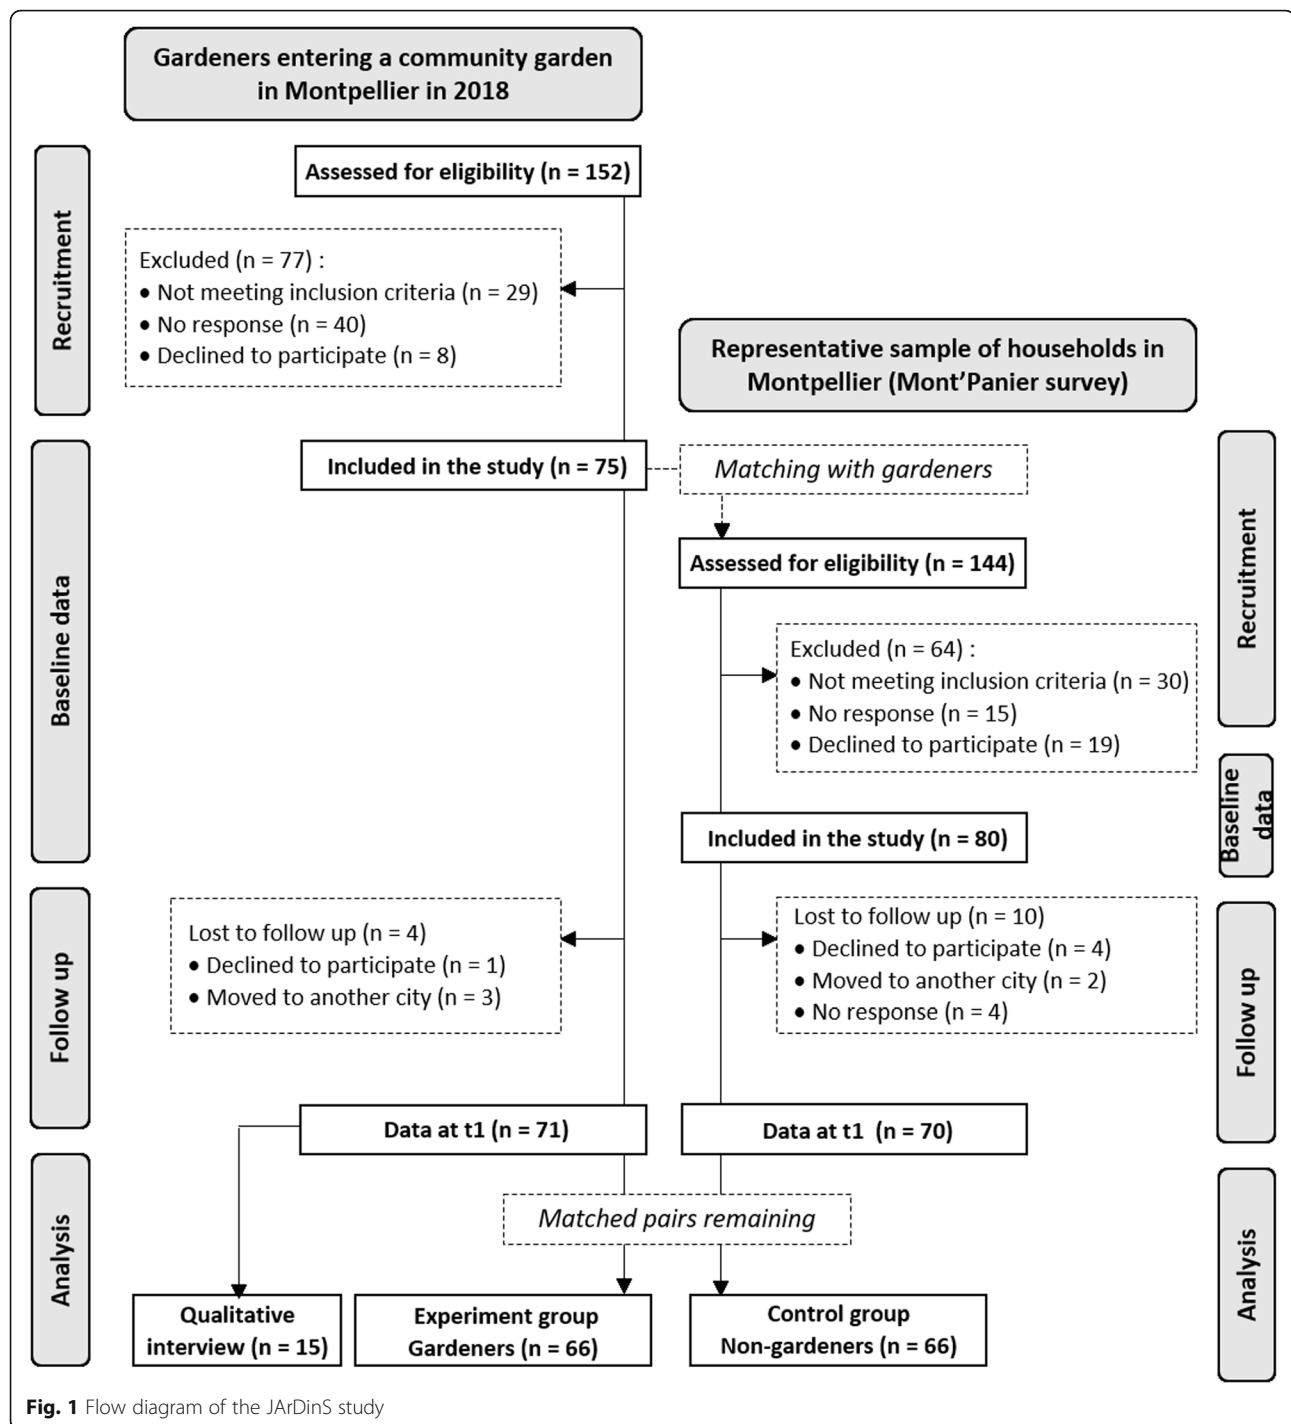 Gardeners entering a community garden
in Montpellier in 2018
Recruitment
Assessed for eligibility (n = 152)
Excluded (n = 77) :
• Not meeting inclusion criteria (n = 29)
• No response (n = 40)
• Declined to participate (n = 8)
Representative sample of households in
Montpellier (Mont'Panier survey)
Baseline data
Included in the study (n = 75)
Matching with gardeners
Recruitment
Assessed for eligibility (n = 144)
Excluded (n = 64) :
• Not meeting inclusion criteria (n = 30)
• No response (n = 15)
• Declined to participate (n = 19)
Baseline
data
Included in the study (n = 80)
Follow up
Lost to follow up (n = 4)
• Declined to participate (n = 1)
• Moved to another city (n = 3)
Lost to follow up (n = 10)
• Declined to participate (n = 4)
• Moved to another city (n = 2)
• No response (n = 4)
Follow up
Data at t1 (n = 71)
Data at t1 (n = 70)
Analysis
Matched pairs remaining
Analysis
Qualitative
interview (n = 15)
Experiment group
Gardeners (n = 66)
Control group
Non-gardeners (n = 66)
Fig. 1 Flow diagram of the JArDinS study